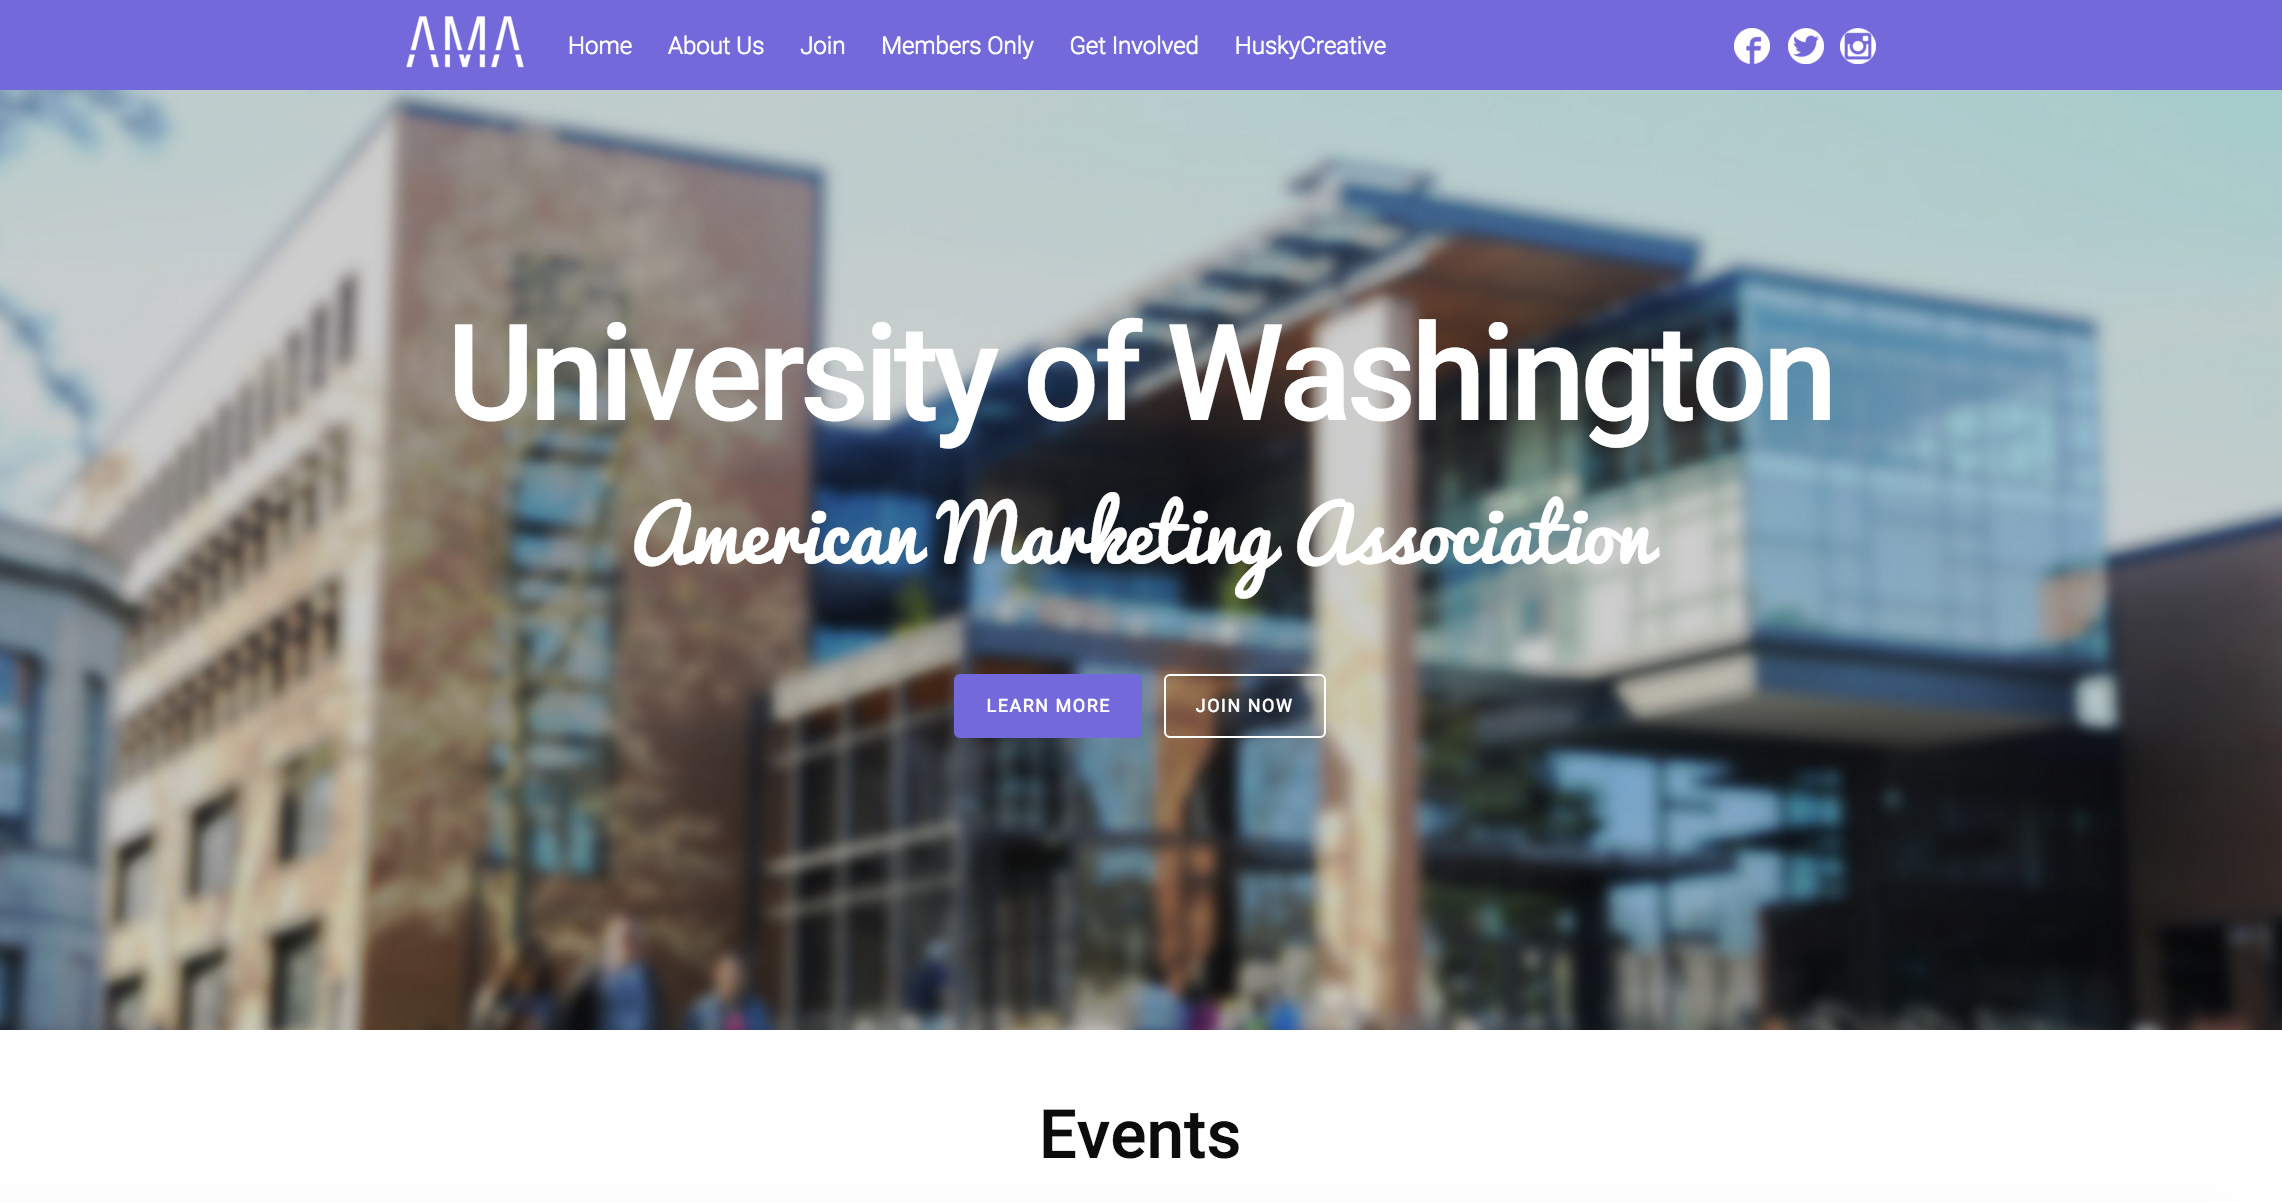 AMA
Home About Us Join Members Only Get Involved HuskyCreative
University of Washington
American Marketing Association
LEARN MORE JOIN NOW
Events